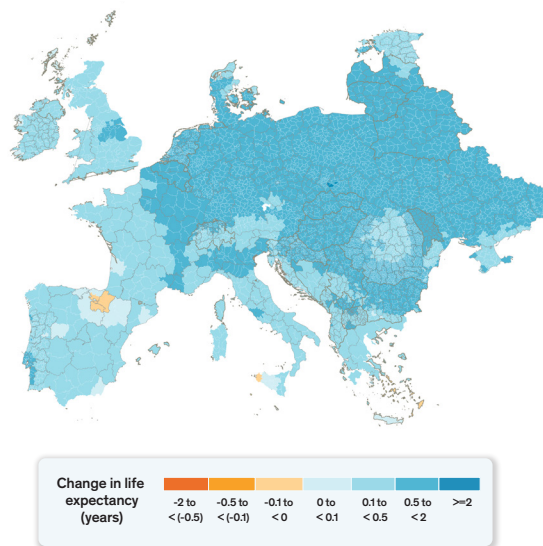 Change in life
expectancy
(years)
-2 to -0.5 to -0.1 to 0 to 0.1 to 0.5 to >=2
<(-0.5) <(-0.1) <0 <0.1 <0.5 <2